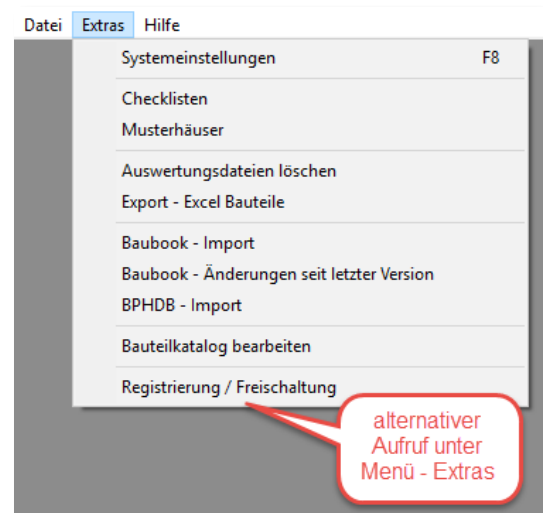 Datei Extras Hilfe
Systemeinstellungen F8
Checklisten
Musterhäuser
Auswertungsdateien löschen
Export - Excel Bauteile
Baubook - Import
Baubook - Änderungen seit letzter Version
BPHDB - Import
Bauteilkatalog bearbeiten
Registrierung / Freischaltung
alternativer
Aufruf unter
Menü - Extras